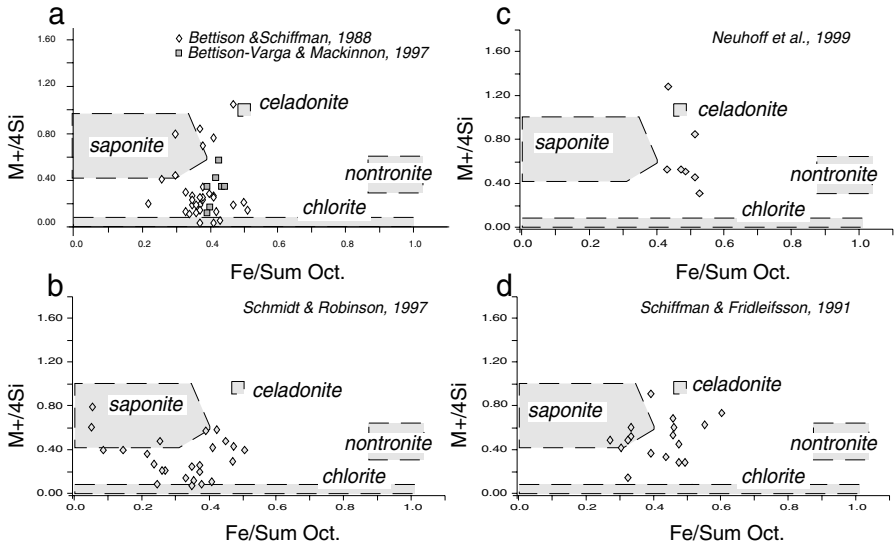 a
M+/4Si
1.60
1.20
0.80
0.40
0.00
Bettison &Schiffman, 1988
Bettison-Varga & Mackinnon, 1997
celadonite
saponite
nontronite
chlorite
0.0
0.2
0.4
0.6
0.8
1.0
Fe/Sum Oct.
c
M+/4Si
1.60
1.20
0.80
0.40
0.00
Neuhoff et al., 1999
celadonite
saponite
nontronite
chlorite
0.0
0.2
0.4
0.6
0.8
1.0
Fe/Sum Oct.
b
M+/4Si
1.60
1.20
0.80
0.40
0.00
Schmidt & Robinson, 1997
celadonite
saponite
nontronite
chlorite
0.0
0.2
0.4
0.6
0.8
1.0
Fe/Sum Oct.
d
M+/4Si
1.60
1.20
0.80
0.40
0.00
Schiffman & Fridleifsson, 1991
celadonite
saponite
nontronite
chlorite
0.0
0.2
0.4
0.6
0.8
1.0
Fe/Sum Oct.